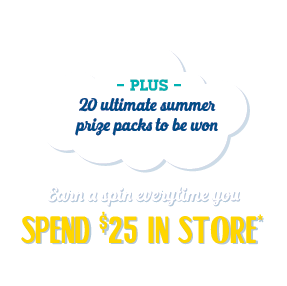 - PLUS -
20 ultimate summer
prize packs to be won
Earn a spin everytime you
SPEND $25 IN STORE*